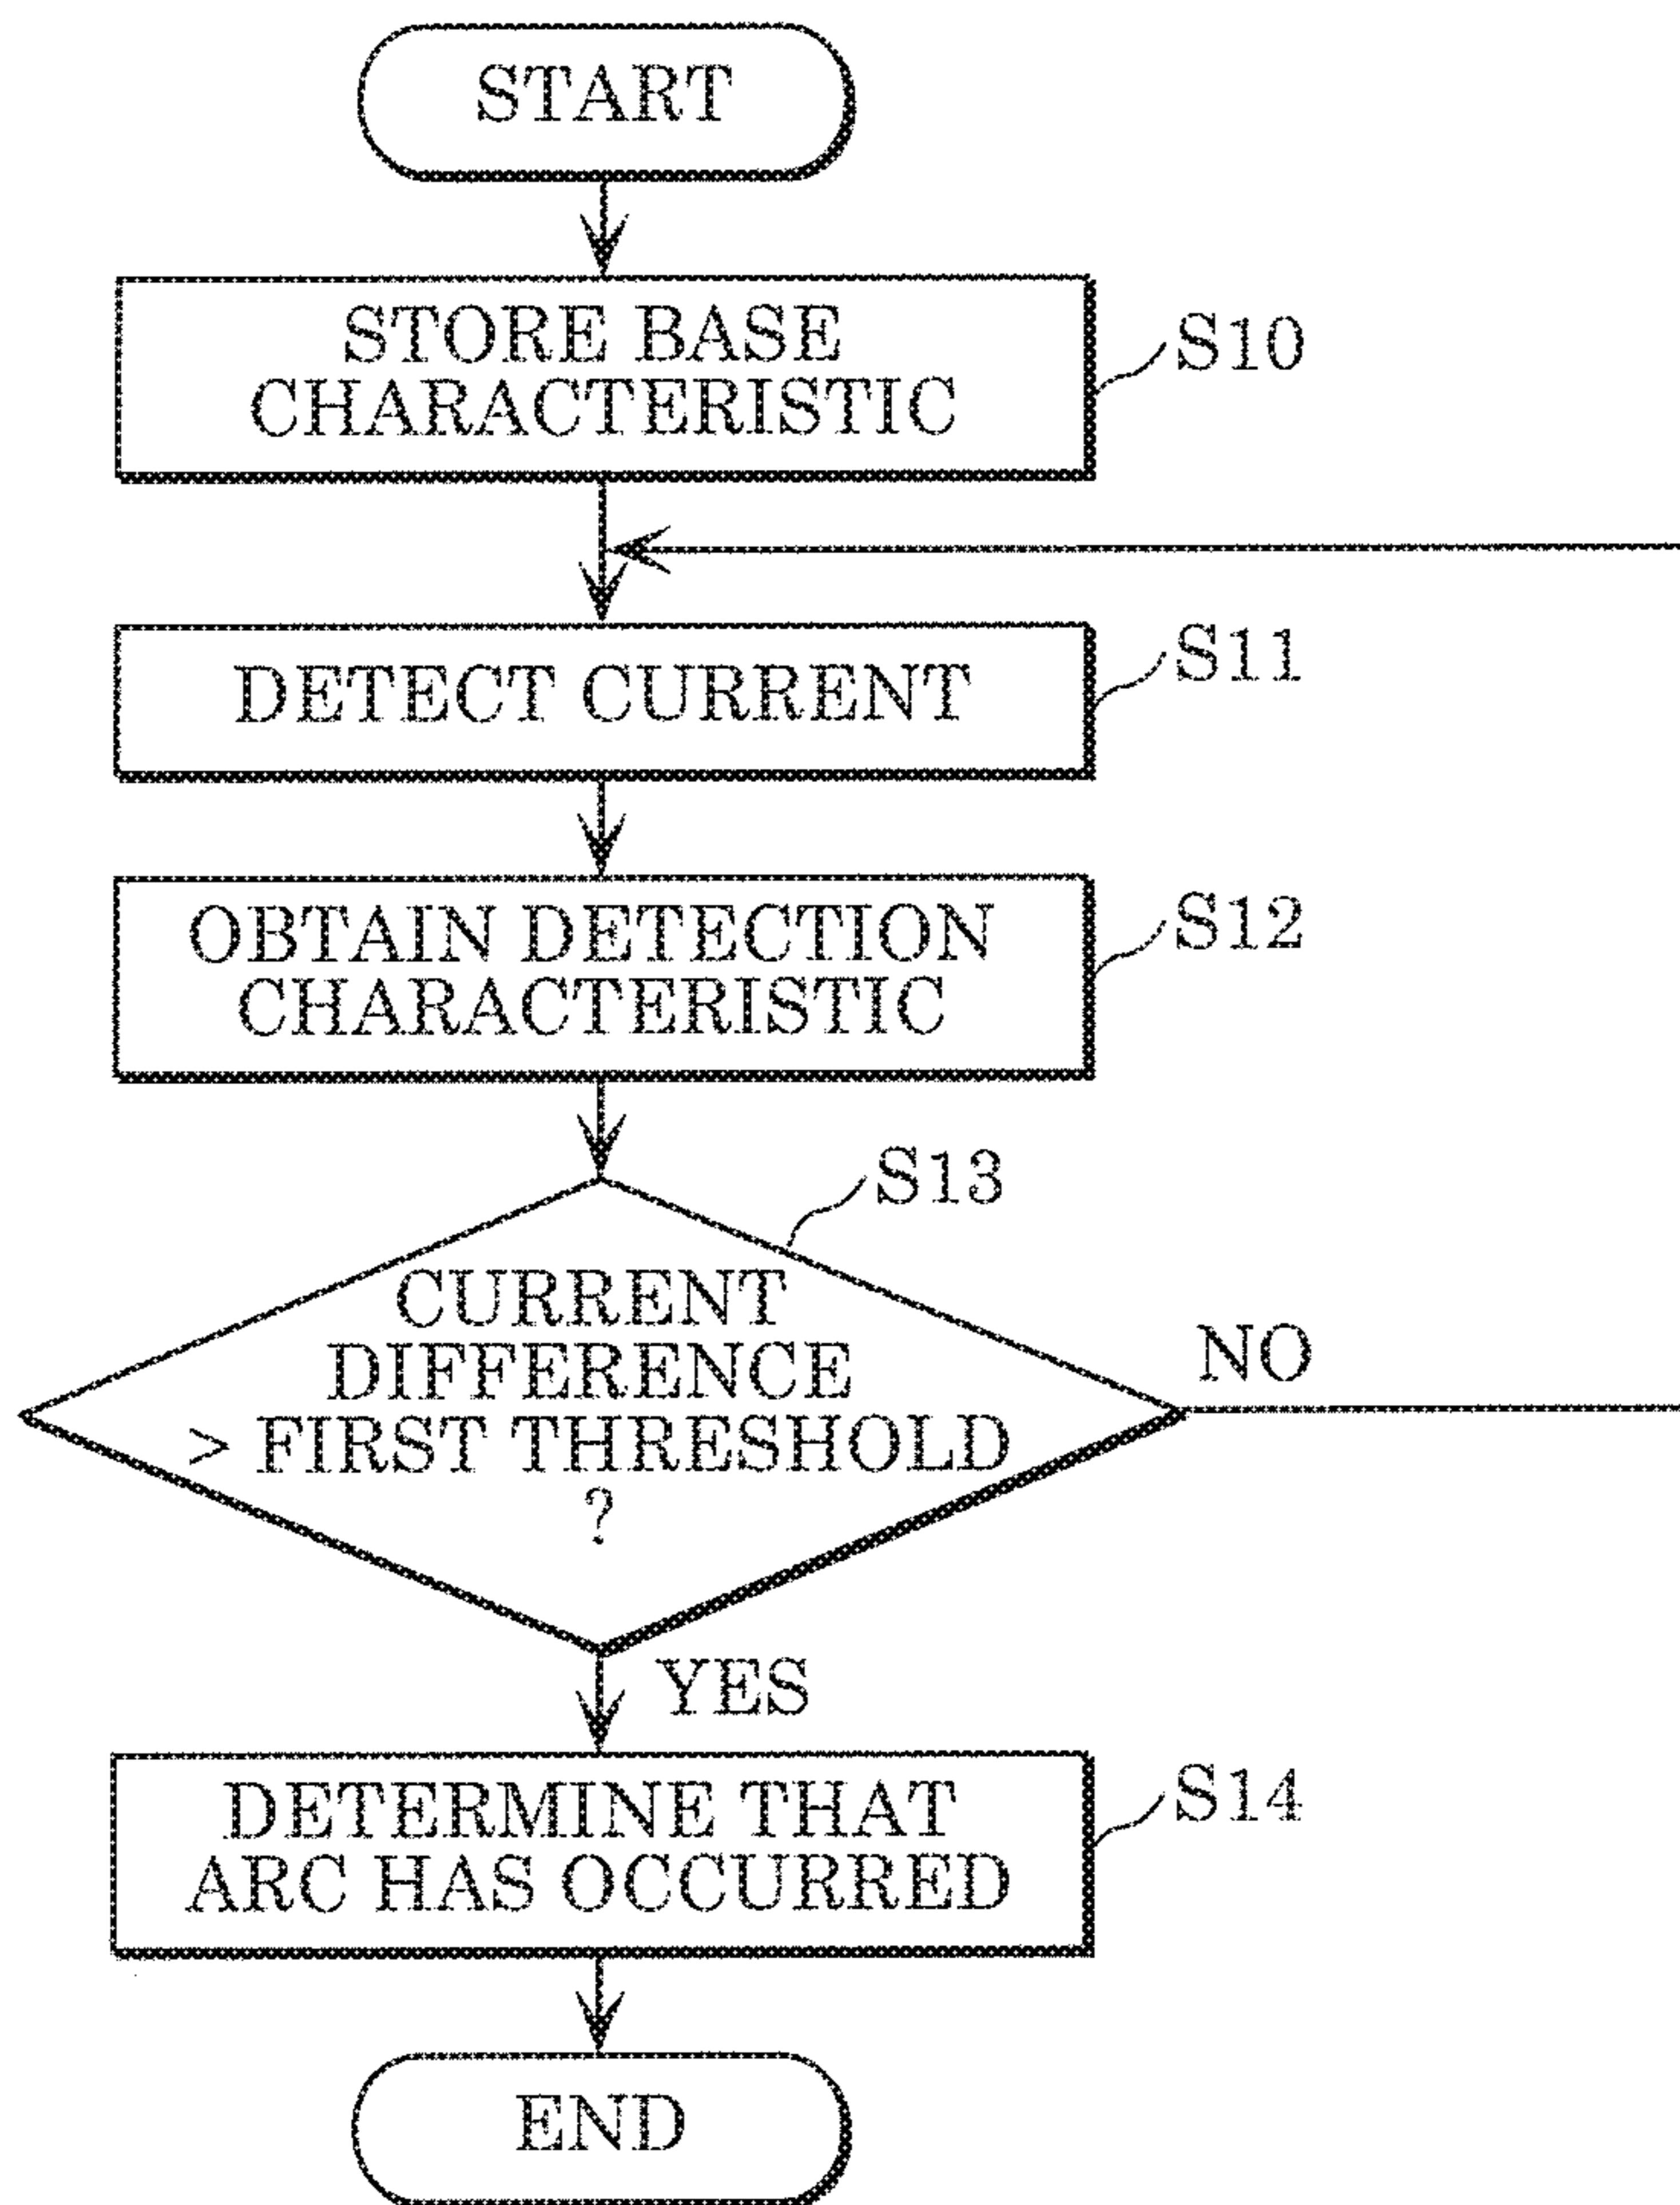 START
STORE BASE
CHARACTERISTIC
S10
DETECT CURRENT
S11
OBTAIN DETECTION
CHARACTERISTIC
S12
S13
CURRENT
DIFFERENCE
> FIRST THRESHOLD
?
NO
YES
DETERMINE THAT
ARC HAS OCCURRED
S14
END